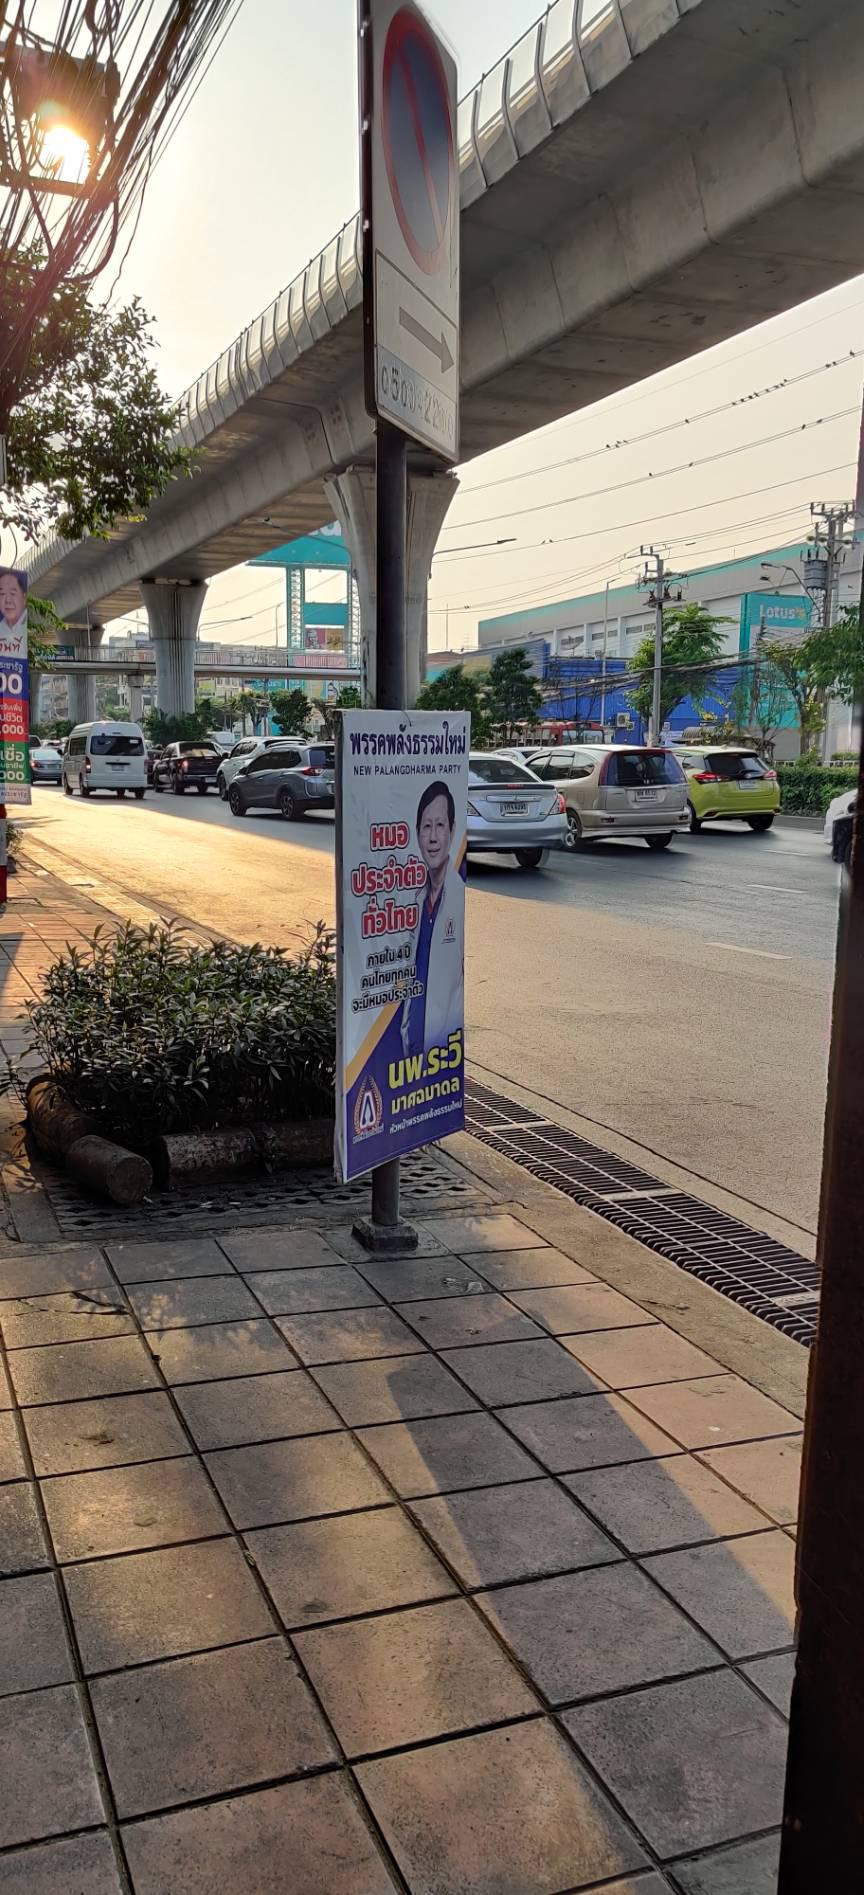 0500-2200
Lotus's
พรรคพลังธรรมใหม่
NEW PALANGDHARMA PARTY
หมอ
ประจำตัว
ทั่วไทย
ภายใน 4 ปี
คนไทยทุกคน
จะมีหมอประจำตัว
นพ.ระวี
มาศฉมาดล
หัวหน้าพรรคพลังธรรมใหม่